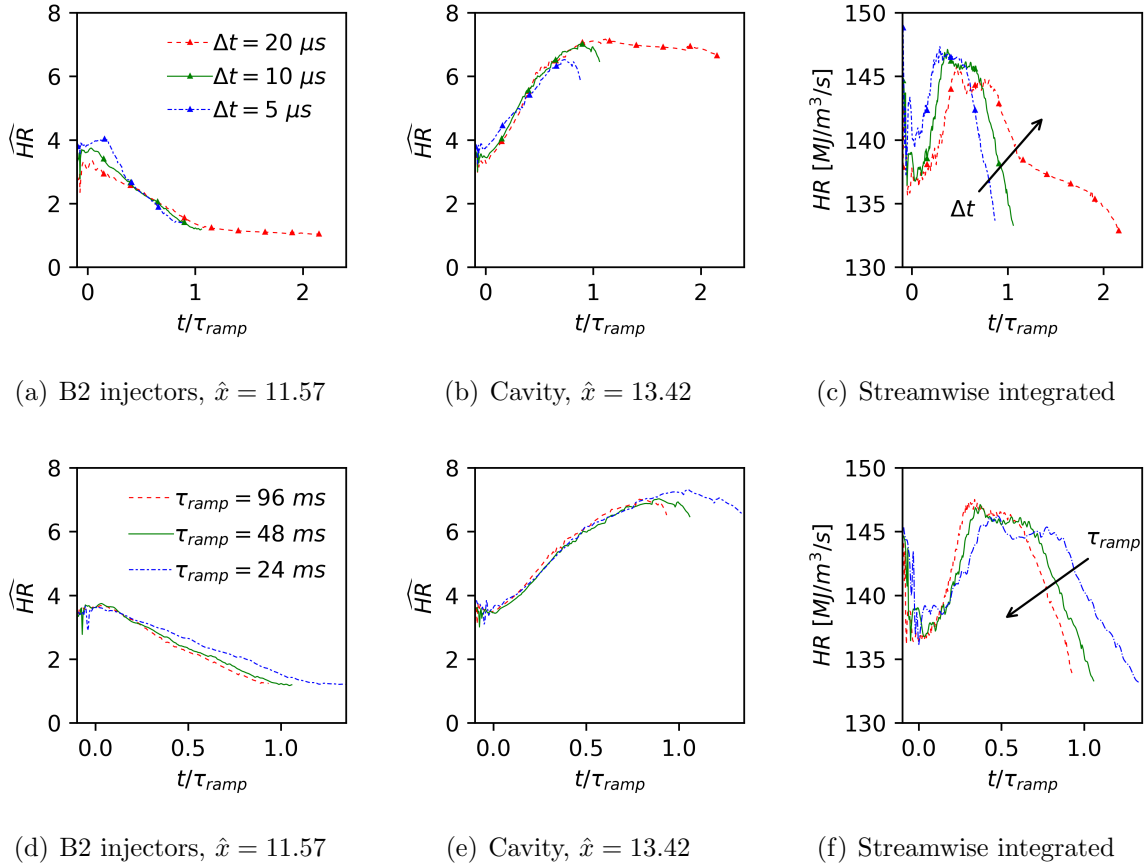 8
6
4
2
0
0 1 2
t/τramp
HR^
Δt = 20 μs
Δt = 10 μs
Δt = 5 μs
(a) B2 injectors, x̂ = 11.57
8
6
4
2
0
0 1 2
t/τramp
HR^
(b) Cavity, x̂ = 13.42
150
145
140
135
130
0 1 2
t/τramp
HR [MJ/m³/s]
Δt
(c) Streamwise integrated
8
6
4
2
0
0.0 0.5 1.0
t/τramp
HR^
τramp = 96 ms
τramp = 48 ms
τramp = 24 ms
(d) B2 injectors, x̂ = 11.57
8
6
4
2
0
0.0 0.5 1.0
t/τramp
HR^
(e) Cavity, x̂ = 13.42
150
145
140
135
130
0.0 0.5 1.0
t/τramp
HR [MJ/m³/s]
τramp
(f) Streamwise integrated